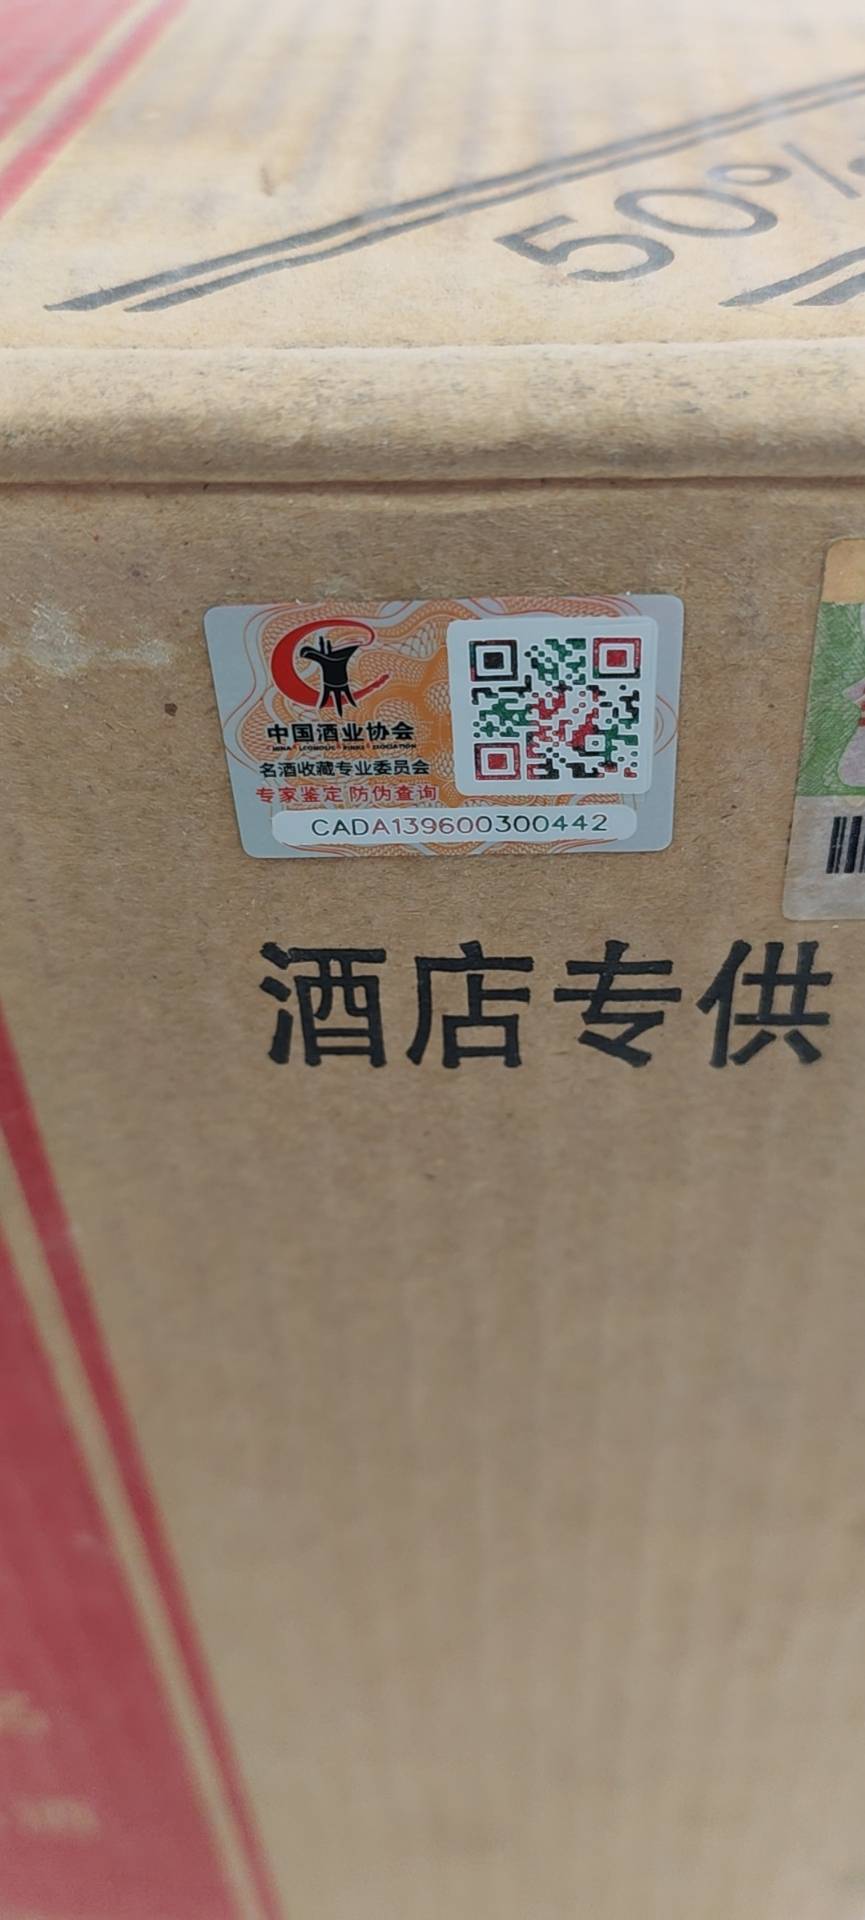 50%
中国酒业协会
名酒收藏专业委员会
专家鉴定 防伪查询
CADA139600300442
酒店专供